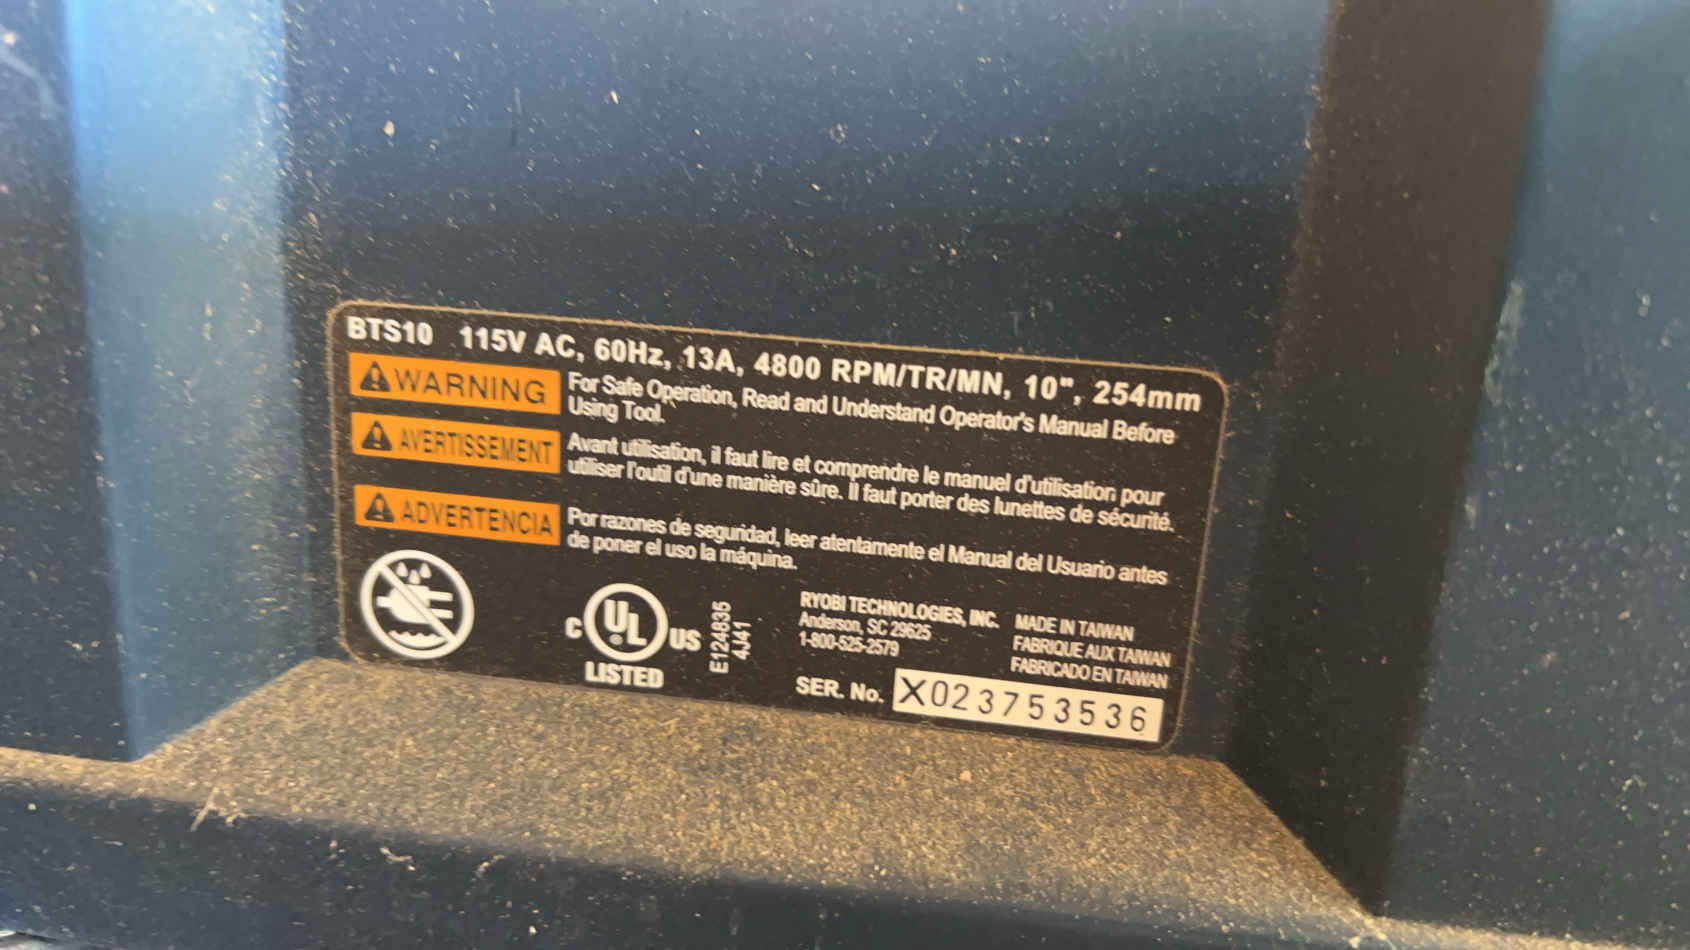 BTS10 115V AC, 60Hz, 13A, 4800 RPM/TR/MN, 10", 254mm
WARNING
For Safe Operation, Read and Understand Operator's Manual Before
Using Tool.
AVERTISSEMENT
Avant utilisation, il faut lire et comprendre le manuel d'utilisation pour
utiliser l'outil d'une manière sûre. Il faut porter des lunettes de sécurité.
ADVERTENCIA
Por razones de seguridad, leer atentamente el Manual del Usuario antes
de poner el uso la máquina.
C UL US
LISTED
E124835
4J41
RYOBI TECHNOLOGIES, INC.
Anderson, SC 29625
1-800-525-2579
MADE IN TAIWAN
FABRIQUE AUX TAIWAN
FABRICADO EN TAIWAN
SER. No. X023753536